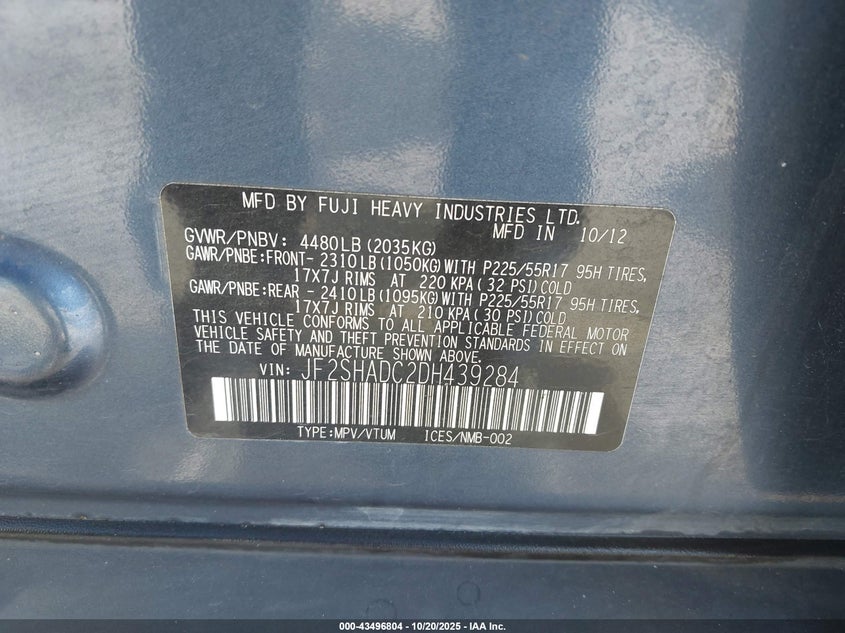 MFD BY FUJI HEAVY INDUSTRIES LTD.
MFD IN 10/12
GVWR/PNBV: 4480LB(2035KG)
GAWR/PNBE:FRONT- 2310LB(1050KG)WITH P225/55R17 95H TIRES,
17X7J RIMS AT 220 KPA(32 PSI)COLD
GAWR/PNBE:REAR - 2410LB(1095KG)WITH P225/55R17 95H TIRES,
17X7J RIMS AT 210 KPA(30 PSI)COLD
THIS VEHICLE CONFORMS TO ALL APPLICABLE FEDERAL MOTOR
VEHICLE SAFETY AND THEFT PREVENTION STANDARDS IN EFFECT ON
THE DATE OF MANUFACTURE SHOWN ABOVE.
VIN: JF2SHADC2DH439284
TYPE:MPV/VTUM ICES/NMB-002
000-43496804 - 10/20/2025 - IAA Inc.